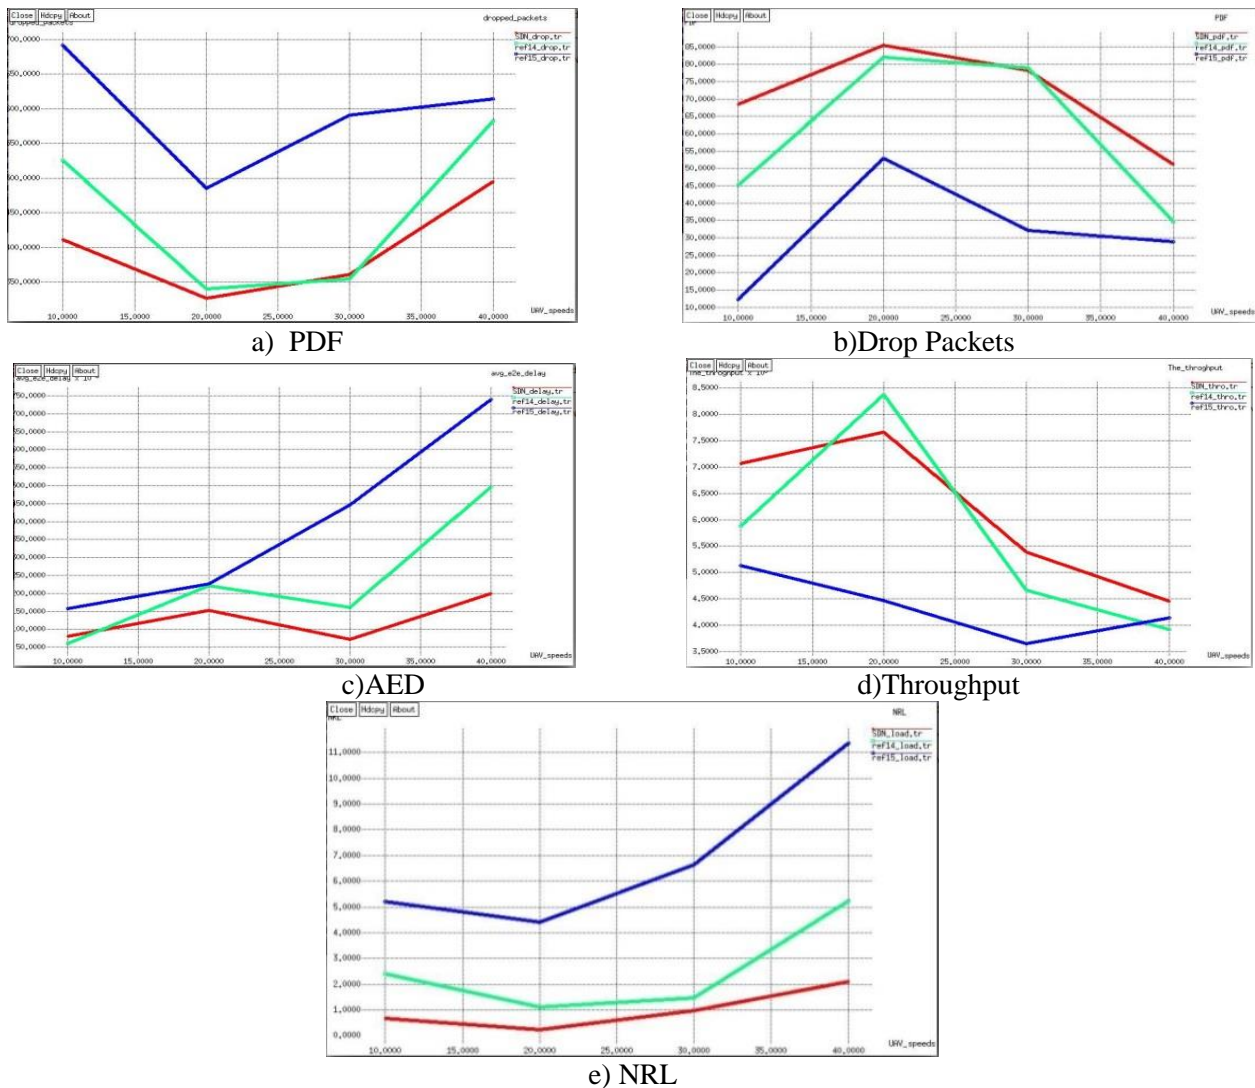 Close Hdcpy About
dropped_packets
dropped_packets
SDN_drop.tr
ref14_drop.tr
ref15_drop.tr
10,0000 15,0000 20,0000 25,0000 30,0000 35,0000 40,0000
UAV_speeds
a) PDF
Close Hdcpy About
PDF
PDF
SDN_pdf.tr
ref14_pdf.tr
ref15_pdf.tr
85,0000
80,0000
75,0000
70,0000
65,0000
60,0000
55,0000
50,0000
45,0000
40,0000
35,0000
30,0000
25,0000
20,0000
15,0000
10,0000
10,0000 15,0000 20,0000 25,0000 30,0000 35,0000 40,0000
UAV_speeds
b)Drop Packets
Close Hdcpy About
avg_e2e_delay
avg_e2e_delay x 10
SDN_delay.tr
ref14_delay.tr
ref15_delay.tr
10,0000 15,0000 20,0000 25,0000 30,0000 35,0000 40,0000
UAV_speeds
c)AED
Close Hdcpy About
The_throghput
The_throghput x 10
SDN_thro.tr
ref14_thro.tr
ref15_thro.tr
8,5000
8,0000
7,5000
7,0000
6,5000
6,0000
5,5000
5,0000
4,5000
4,0000
3,5000
10,0000 15,0000 20,0000 25,0000 30,0000 35,0000 40,0000
UAV_speeds
d)Throughput
Close Hdcpy About
NRL
NRL
SDN_load.tr
ref14_load.tr
ref15_load.tr
11,0000
10,0000
9,0000
8,0000
7,0000
6,0000
5,0000
4,0000
3,0000
2,0000
1,0000
0,0000
10,0000 15,0000 20,0000 25,0000 30,0000 35,0000 40,0000
UAV_speeds
e) NRL